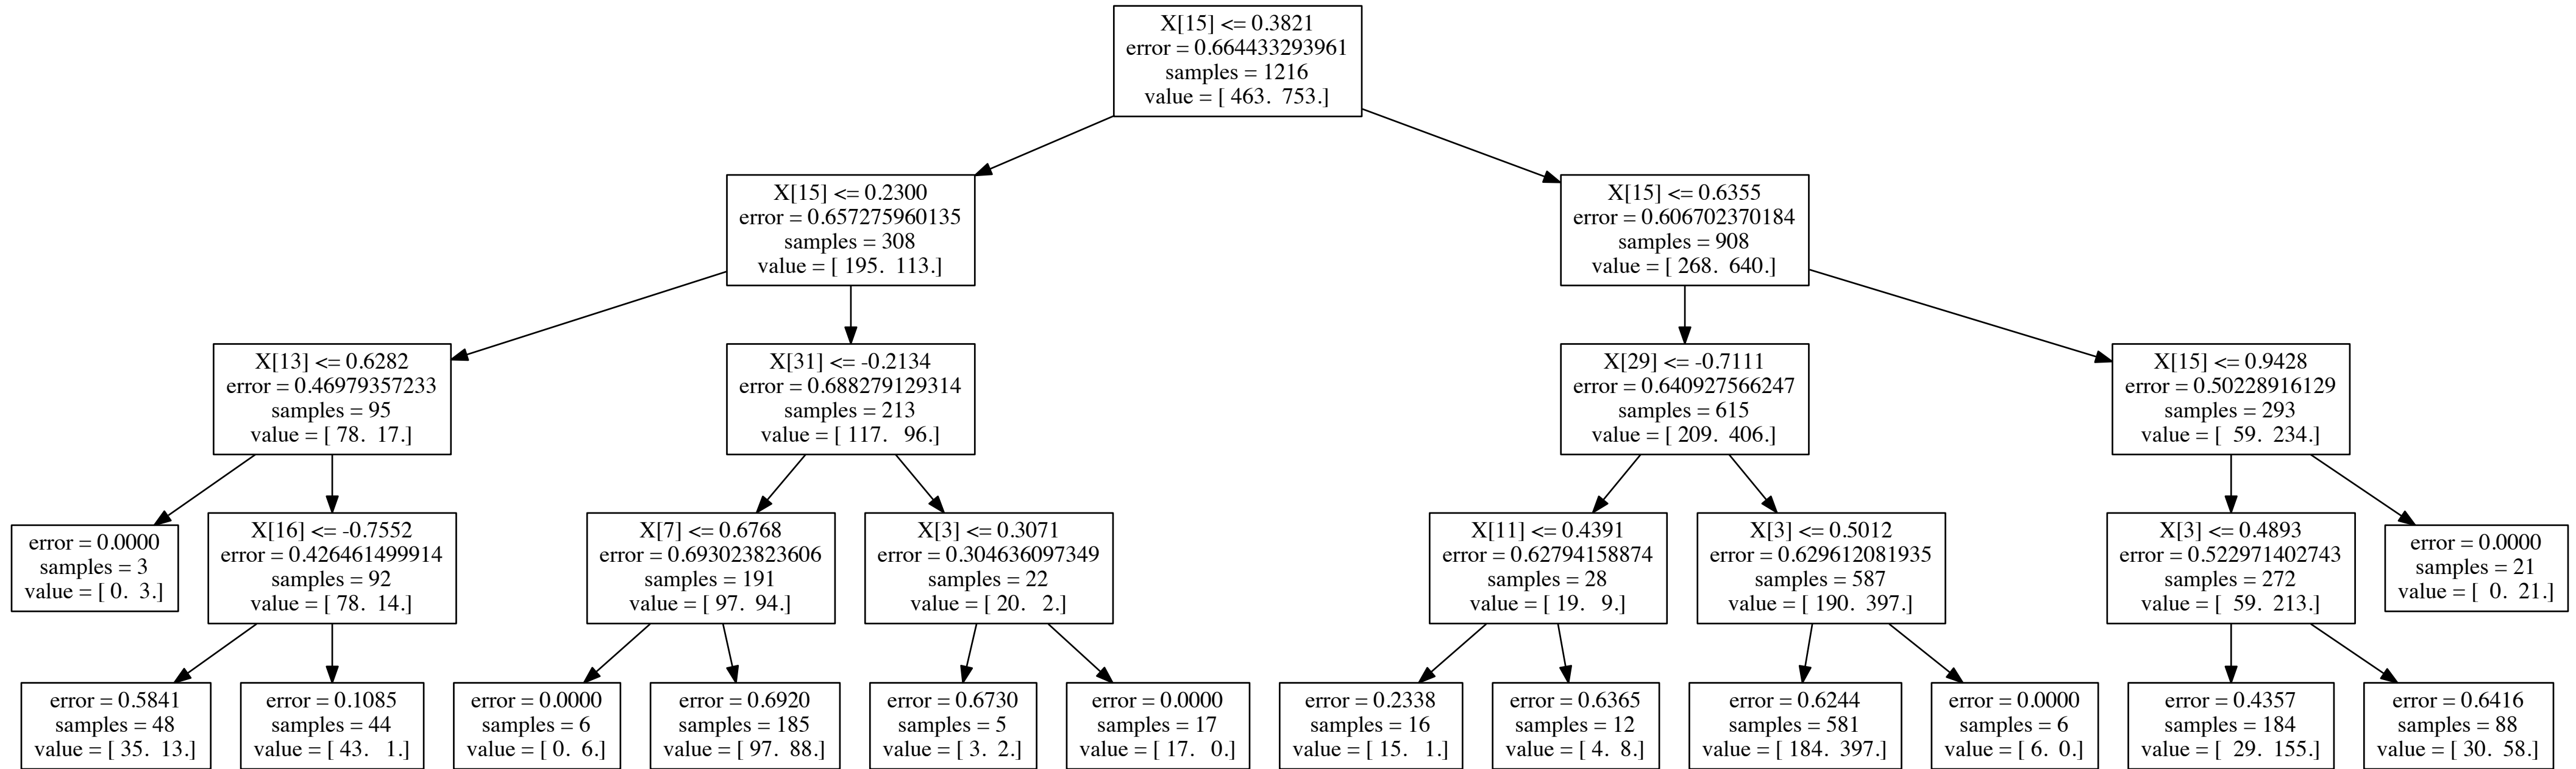 X[15] <= 0.3821
error = 0.664433293961
samples = 1216
value = [ 463.  753.]
X[15] <= 0.2300
error = 0.657275960135
samples = 308
value = [ 195.  113.]
X[15] <= 0.6355
error = 0.606702370184
samples = 908
value = [ 268.  640.]
X[13] <= 0.6282
error = 0.46979357233
samples = 95
value = [ 78.  17.]
X[31] <= -0.2134
error = 0.688279129314
samples = 213
value = [ 117.   96.]
X[29] <= -0.7111
error = 0.640927566247
samples = 615
value = [ 209.  406.]
X[15] <= 0.9428
error = 0.50228916129
samples = 293
value = [  59.  234.]
error = 0.0000
samples = 3
value = [ 0.  3.]
X[16] <= -0.7552
error = 0.426461499914
samples = 92
value = [ 78.  14.]
X[7] <= 0.6768
error = 0.693023823606
samples = 191
value = [ 97.  94.]
X[3] <= 0.3071
error = 0.304636097349
samples = 22
value = [ 20.   2.]
X[11] <= 0.4391
error = 0.62794158874
samples = 28
value = [ 19.   9.]
X[3] <= 0.5012
error = 0.629612081935
samples = 587
value = [ 190.  397.]
X[3] <= 0.4893
error = 0.522971402743
samples = 272
value = [  59.  213.]
error = 0.0000
samples = 21
value = [  0.  21.]
error = 0.5841
samples = 48
value = [ 35.  13.]
error = 0.1085
samples = 44
value = [ 43.   1.]
error = 0.0000
samples = 6
value = [ 0.  6.]
error = 0.6920
samples = 185
value = [ 97.  88.]
error = 0.6730
samples = 5
value = [ 3.  2.]
error = 0.0000
samples = 17
value = [ 17.   0.]
error = 0.2338
samples = 16
value = [ 15.   1.]
error = 0.6365
samples = 12
value = [ 4.  8.]
error = 0.6244
samples = 581
value = [ 184.  397.]
error = 0.0000
samples = 6
value = [ 6.  0.]
error = 0.4357
samples = 184
value = [  29.  155.]
error = 0.6416
samples = 88
value = [ 30.  58.]